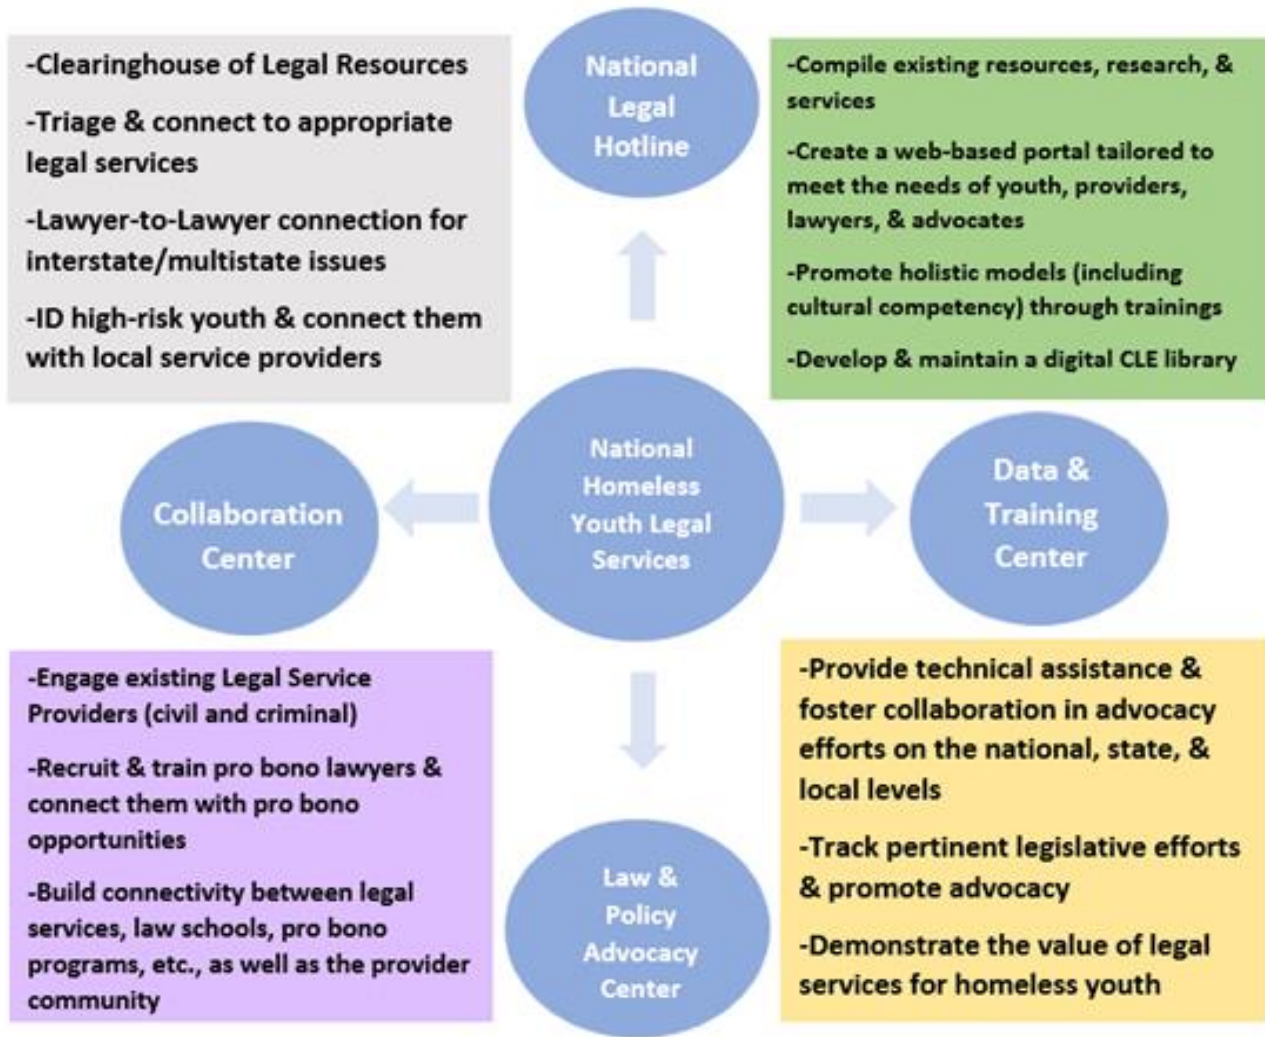 -Clearinghouse of Legal Resources
-Triage & connect to appropriate
legal services
-Lawyer-to-Lawyer connection for
interstate/multistate issues
-ID high-risk youth & connect them
with local service providers
National
Legal
Hotline
-Compile existing resources, research, &
services
-Create a web-based portal tailored to
meet the needs of youth, providers,
lawyers, & advocates
-Promote holistic models (including
cultural competency) through trainings
-Develop & maintain a digital CLE library
Collaboration
Center
National
Homeless
Youth Legal
Services
Data &
Training
Center
-Engage existing Legal Service
Providers (civil and criminal)
-Recruit & train pro bono lawyers &
connect them with pro bono
opportunities
-Build connectivity between legal
services, law schools, pro bono
programs, etc., as well as the provider
community
Law &
Policy
Advocacy
Center
-Provide technical assistance &
foster collaboration in advocacy
efforts on the national, state, &
local levels
-Track pertinent legislative efforts
& promote advocacy
-Demonstrate the value of legal
services for homeless youth